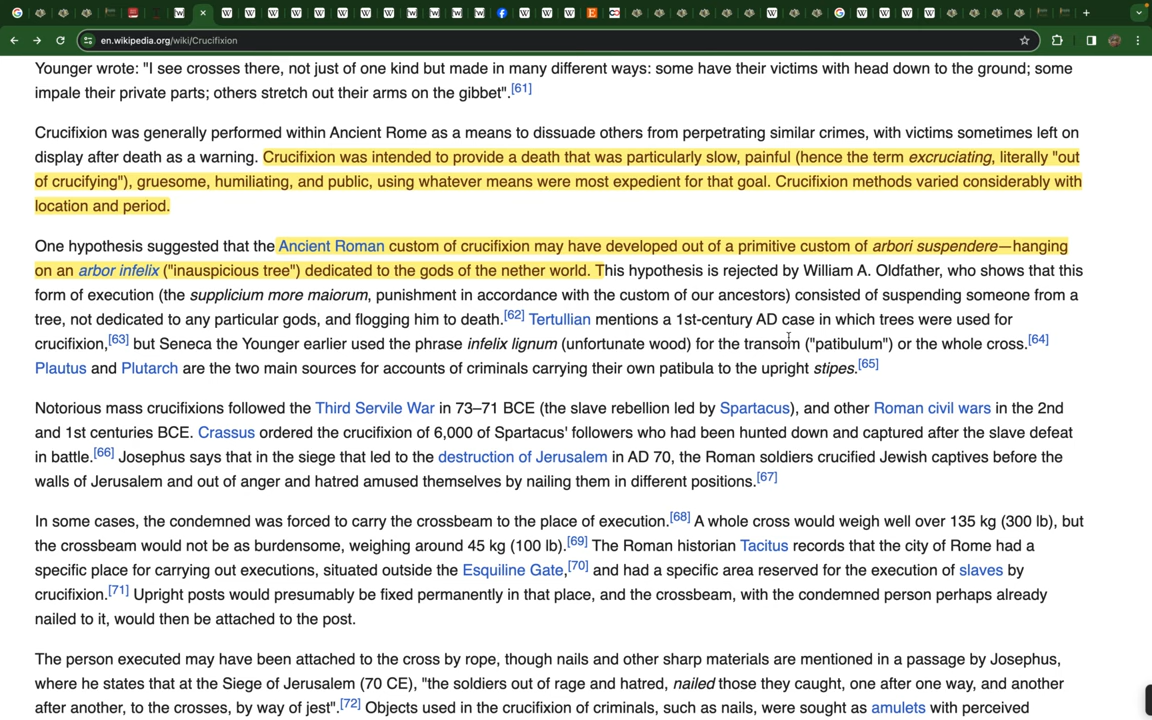 en.wikipedia.org/wiki/Crucifixion
Younger wrote: "I see crosses there, not just of one kind but made in many different ways: some have their victims with head down to the ground; some
impale their private parts; others stretch out their arms on the gibbet".[61]
Crucifixion was generally performed within Ancient Rome as a means to dissuade others from perpetrating similar crimes, with victims sometimes left on
display after death as a warning. Crucifixion was intended to provide a death that was particularly slow, painful (hence the term excruciating, literally "out
of crucifying"), gruesome, humiliating, and public, using whatever means were most expedient for that goal. Crucifixion methods varied considerably with
location and period.
One hypothesis suggested that the Ancient Roman custom of crucifixion may have developed out of a primitive custom of arbori suspendere—hanging
on an arbor infelix ("inauspicious tree") dedicated to the gods of the nether world. This hypothesis is rejected by William A. Oldfather, who shows that this
form of execution (the supplicium more maiorum, punishment in accordance with the custom of our ancestors) consisted of suspending someone from a
tree, not dedicated to any particular gods, and flogging him to death.[62] Tertullian mentions a 1st-century AD case in which trees were used for
crucifixion,[63] but Seneca the Younger earlier used the phrase infelix lignum (unfortunate wood) for the transom ("patibulum") or the whole cross.[64]
Plautus and Plutarch are the two main sources for accounts of criminals carrying their own patibula to the upright stipes.[65]
Notorious mass crucifixions followed the Third Servile War in 73–71 BCE (the slave rebellion led by Spartacus), and other Roman civil wars in the 2nd
and 1st centuries BCE. Crassus ordered the crucifixion of 6,000 of Spartacus' followers who had been hunted down and captured after the slave defeat
in battle.[66] Josephus says that in the siege that led to the destruction of Jerusalem in AD 70, the Roman soldiers crucified Jewish captives before the
walls of Jerusalem and out of anger and hatred amused themselves by nailing them in different positions.[67]
In some cases, the condemned was forced to carry the crossbeam to the place of execution.[68] A whole cross would weigh well over 135 kg (300 lb), but
the crossbeam would not be as burdensome, weighing around 45 kg (100 lb).[69] The Roman historian Tacitus records that the city of Rome had a
specific place for carrying out executions, situated outside the Esquiline Gate,[70] and had a specific area reserved for the execution of slaves by
crucifixion.[71] Upright posts would presumably be fixed permanently in that place, and the crossbeam, with the condemned person perhaps already
nailed to it, would then be attached to the post.
The person executed may have been attached to the cross by rope, though nails and other sharp materials are mentioned in a passage by Josephus,
where he states that at the Siege of Jerusalem (70 CE), "the soldiers out of rage and hatred, nailed those they caught, one after one way, and another
after another, to the crosses, by way of jest".[72] Objects used in the crucifixion of criminals, such as nails, were sought as amulets with perceived